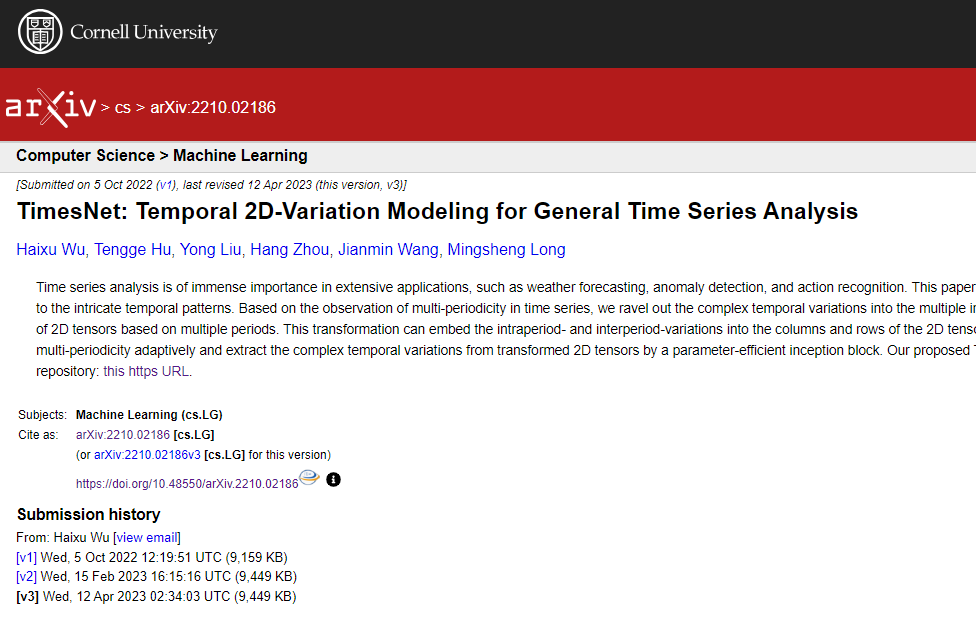 Cornell University
arXiv > cs > arXiv:2210.02186
Computer Science > Machine Learning
[Submitted on 5 Oct 2022 (v1), last revised 12 Apr 2023 (this version, v3)]
TimesNet: Temporal 2D-Variation Modeling for General Time Series Analysis
Haixu Wu, Tengge Hu, Yong Liu, Hang Zhou, Jianmin Wang, Mingsheng Long
Time series analysis is of immense importance in extensive applications, such as weather forecasting, anomaly detection, and action recognition. This paper
to the intricate temporal patterns. Based on the observation of multi-periodicity in time series, we ravel out the complex temporal variations into the multiple
of 2D tensors based on multiple periods. This transformation can embed the intraperiod- and interperiod-variations into the columns and rows of the 2D
multi-periodicity adaptively and extract the complex temporal variations from transformed 2D tensors by a parameter-efficient inception block. Our proposed
repository: this https URL.
Subjects: Machine Learning (cs.LG)
Cite as: arXiv:2210.02186 [cs.LG]
(or arXiv:2210.02186v3 [cs.LG] for this version)
https://doi.org/10.48550/arXiv.2210.02186
Submission history
From: Haixu Wu [view email]
[v1] Wed, 5 Oct 2022 12:19:51 UTC (9,159 KB)
[v2] Wed, 15 Feb 2023 16:15:16 UTC (9,449 KB)
[v3] Wed, 12 Apr 2023 02:34:03 UTC (9,449 KB)